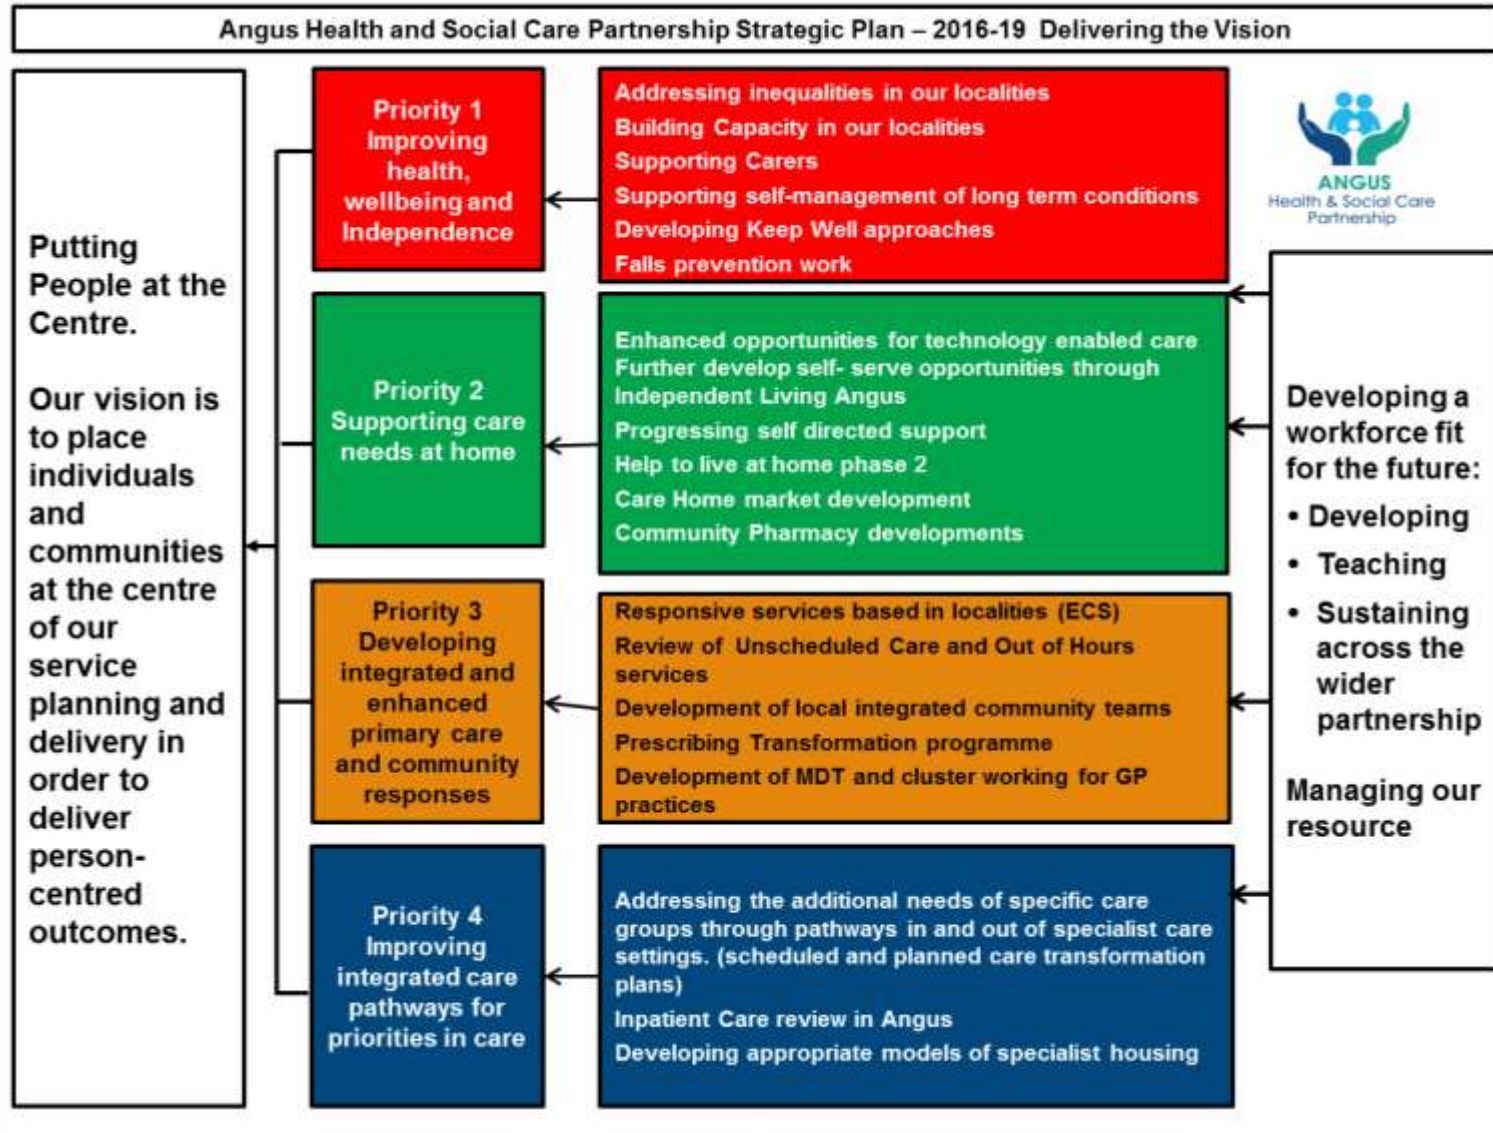 Angus Health and Social Care Partnership Strategic Plan – 2016-19 Delivering the Vision
Putting
People at the
Centre.
Our vision is
to place
individuals
and
communities
at the centre
of our
service
planning and
delivery in
order to
deliver
person-
centred
outcomes.
Priority 1
Improving
health,
wellbeing and
Independence
Addressing inequalities in our localities
Building Capacity in our localities
Supporting Carers
Supporting self-management of long term conditions
Developing Keep Well approaches
Falls prevention work
Priority 2
Supporting care
needs at home
Enhanced opportunities for technology enabled care
Further develop self- serve opportunities through
Independent Living Angus
Progressing self directed support
Help to live at home phase 2
Care Home market development
Community Pharmacy developments
Priority 3
Developing
integrated and
enhanced
primary care
and community
responses
Responsive services based in localities (ECS)
Review of Unscheduled Care and Out of Hours
services
Development of local integrated community teams
Prescribing Transformation programme
Development of MDT and cluster working for GP
practices
Priority 4
Improving
integrated care
pathways for
priorities in care
Addressing the additional needs of specific care
groups through pathways in and out of specialist care
settings. (scheduled and planned care transformation
plans)
Inpatient Care review in Angus
Developing appropriate models of specialist housing
ANGUS
Health & Social Care
Partnership
Developing a
workforce fit
for the future:
• Developing
• Teaching
• Sustaining
across the
wider
partnership
Managing our
resource